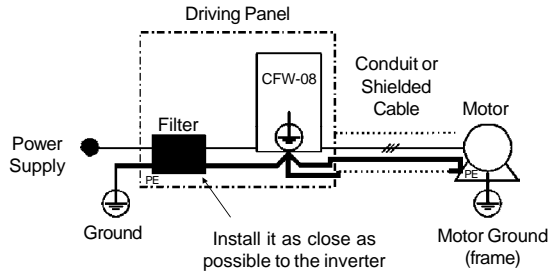 Driving Panel
CFW-08
Conduit or
Shielded
Cable
Motor
Filter
Power
Supply
PE
PE
Ground
Install it as close as
possible to the inverter
Motor Ground
(frame)